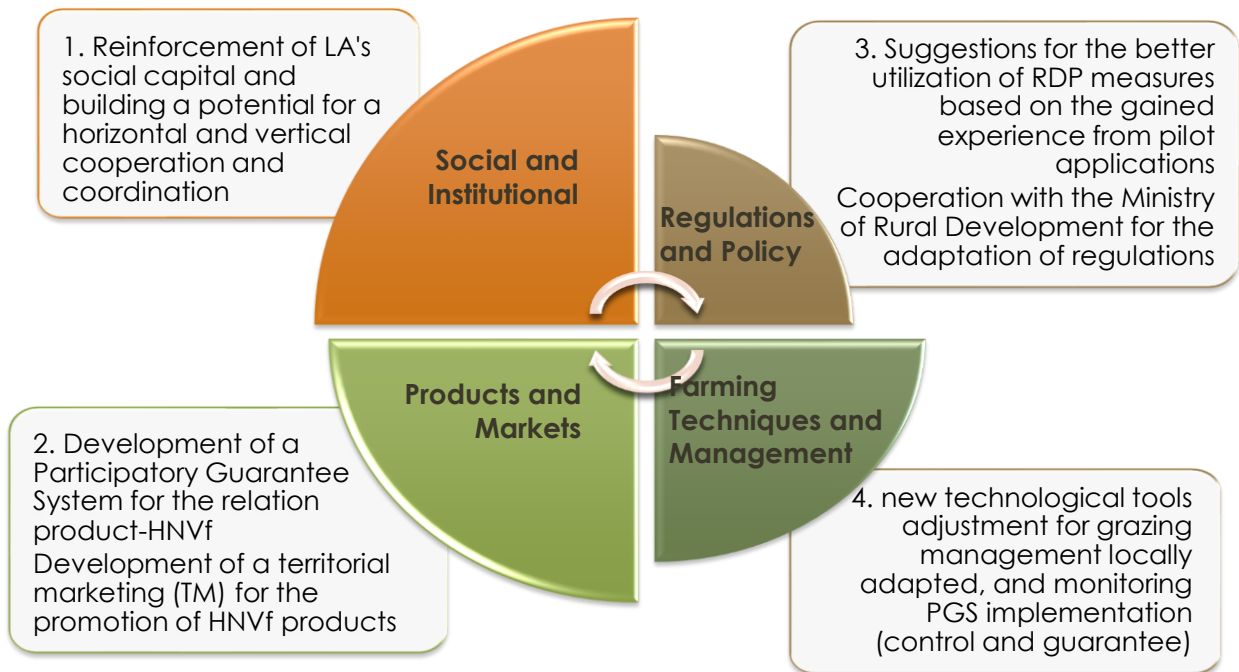 1. Reinforcement of LA's
social capital and
building a potential for a
horizontal and vertical
cooperation and
coordination
Social and
Institutional
3. Suggestions for the better
utilization of RDP measures
based on the gained
experience from pilot
applications
Cooperation with the Ministry
of Rural Development for the
adaptation of regulations
Regulations
and Policy
Products and
Markets
2. Development of a
Participatory Guarantee
System for the relation
product-HNVf
Development of a territorial
marketing (TM) for the
promotion of HNVf products
Farming
Techniques and
Management
4. new technological tools
adjustment for grazing
management locally
adapted, and monitoring
PGS implementation
(control and guarantee)